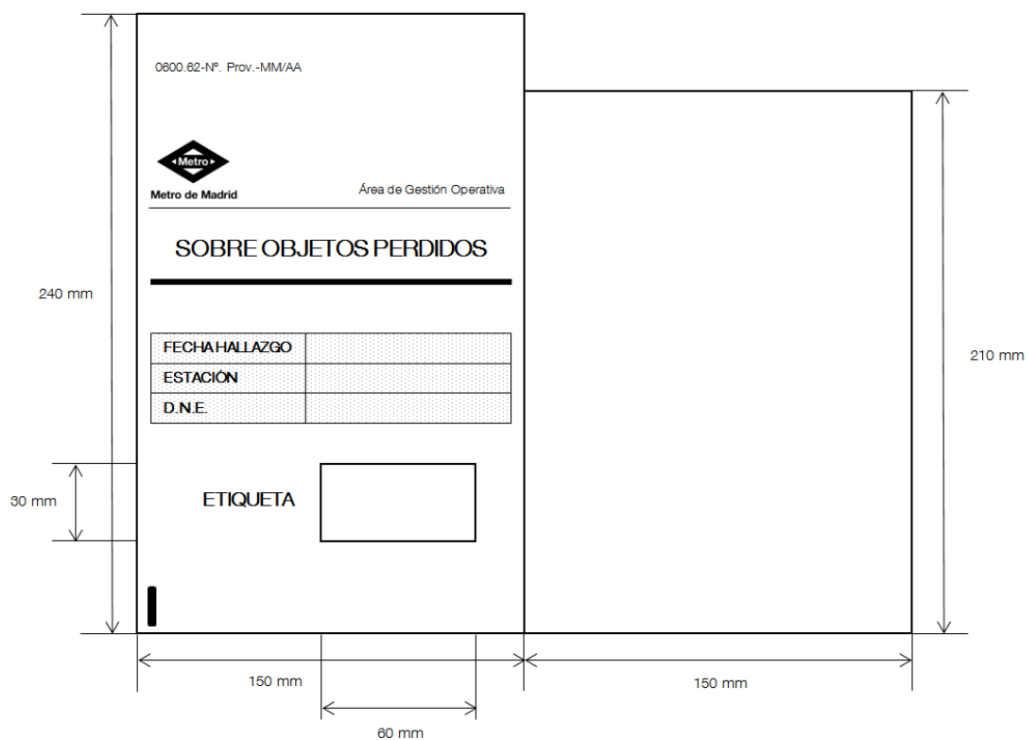 0600.62-Nº. Prov.-MM/AA
Metro
Metro de Madrid
Área de Gestión Operativa
SOBRE OBJETOS PERDIDOS
240 mm
FECHA HALLAZGO
210 mm
ESTACIÓN
D.N.E.
30 mm
ETIQUETA
150 mm
150 mm
60 mm